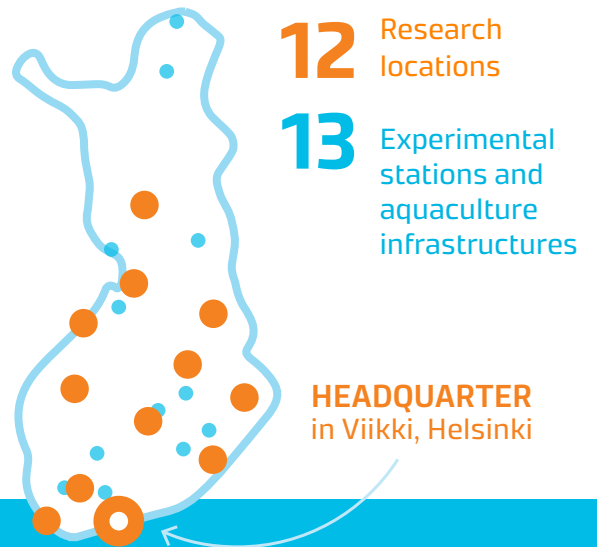 12 Research
locations
13 Experimental
stations and
aquaculture
infrastructures
HEADQUARTER
in Viikki, Helsinki